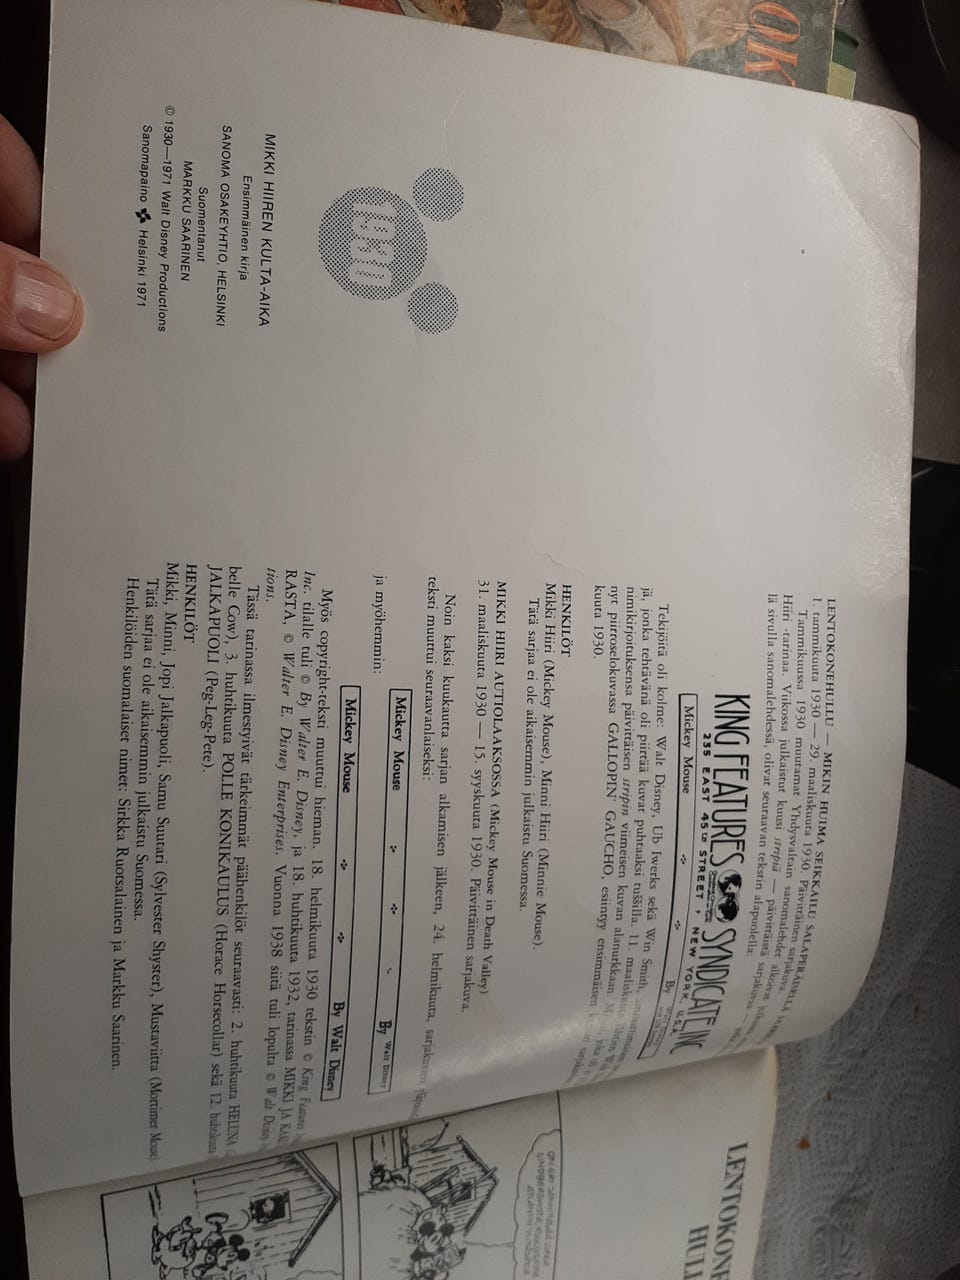 MIKKI HIIREN KULTA-AIKA
Ensimmäinen kirja
SANOMA OSAKEYHTIO, HELSINKI
Suomentanut
MARKKU SAARINEN
© 1930—1971 Walt Disney Productions
Sanomapaino Helsinki 1971
LENTOKONEHULLU — MIKIN HUIMA SEIKKAILU SALAPERÄISELLÄ
1. tammikuuta 1930 — 29. maaliskuuta 1930. Päivittäinen sarjakuva.
Tammikuussa 1930 muutamat Yhdysvaltain sanomalehdet alkoivat
Hiiri -tarinaa. Viikossa julkaistut kuusi stripiä — päivittäistä sarjakuvaa
lä sivulla sanomalehdessä, olivat seuraavan tekstin alapuolella:
KING FEATURES SYNDICATE, INC
235 EAST 45TH STREET, NEW YORK, U.S.A
Mickey Mouse By
Tekijöitä oli kolme: Walt Disney, Ub Iwerks sekä Win Smith,
jä, jonka tehtävänä oli piirtää kuvat puhtaaksi tušilla. 11. maaliskuuta
nimikirjoituksensa päivittäisen stripin viimeisen kuvan alanurkkaan.
nyt piirroselokuvassa GALLOPIN' GAUCHO, esiintyy ensimmäisen
kuuta 1930.
HENKILÖT
Mikki Hiiri (Mickey Mouse), Minni Hiiri (Minnie Mouse).
Tätä sarjaa ei ole aikaisemmin julkaistu Suomessa.
MIKKI HIIRI AUTIOLAAKSOSSA (Mickey Mouse in Death Valley)
31. maaliskuuta 1930 — 15. syyskuuta 1930. Päivittäinen sarjakuva.
Noin kaksi kuukautta sarjan alkamisen jälkeen, 24. helmikuuta, sarjakuvan
teksti muuttui seuraavanlaiseksi:
Mickey Mouse By Walt Disney
ja myöhemmin:
Mickey Mouse By Walt Disney
Myös copyright-teksti muuttui hieman. 18. helmikuuta 1930 tekstin © King Features
Inc. tilalle tuli © By Walter E. Disney, ja 18. huhtikuuta 1932, tarinassa MIKKI JA
RASTA, © Walter E. Disney Enterprises. Vuonna 1938 siitä tuli lopulta © Walt Disney
tions.
Tässä tarinassa ilmestyivät tärkeimmät päähenkilöt seuraavasti: 2. huhtikuuta HELUNA
belle Cow), 3. huhtikuuta POLLE KONIKAULUS (Horace Horsecollar) sekä 12. huhtikuuta
JALKAPUOLI (Peg-Leg-Pete).
HENKILÖT
Mikki, Minni, Jopi Jalkapuoli, Samu Suutari (Sylvester Shyster), Mustaviitta (Mortimer Mouse)
Tätä sarjaa ei ole aikaisemmin julkaistu Suomessa.
Henkilöiden suomalaiset nimet: Sirkka Ruotsalainen ja Markku Saarinen.